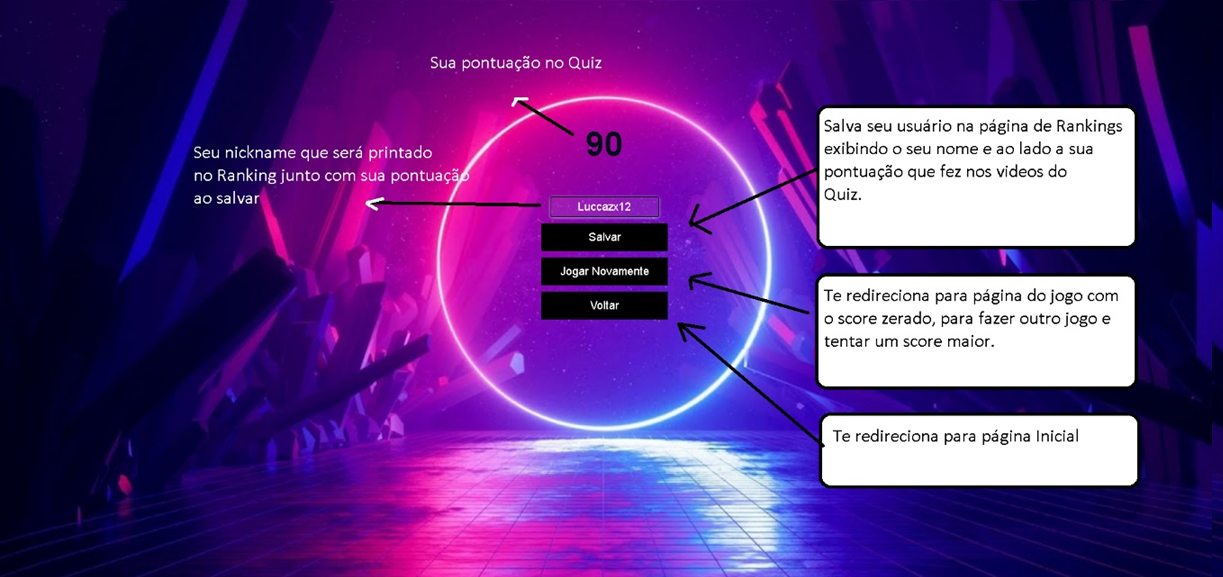 Sua pontuação no Quiz
90
Seu nickname que será printado
no Ranking junto com sua pontuação
ao salvar
Luccazx12
Salvar
Jogar Novamente
Voltar
Salva seu usuário na página de Rankings
exibindo o seu nome e ao lado a sua
pontuação que fez nos videos do
Quiz.
Te redireciona para página do jogo com
o score zerado, para fazer outro jogo e
tentar um score maior.
Te redireciona para página Inicial